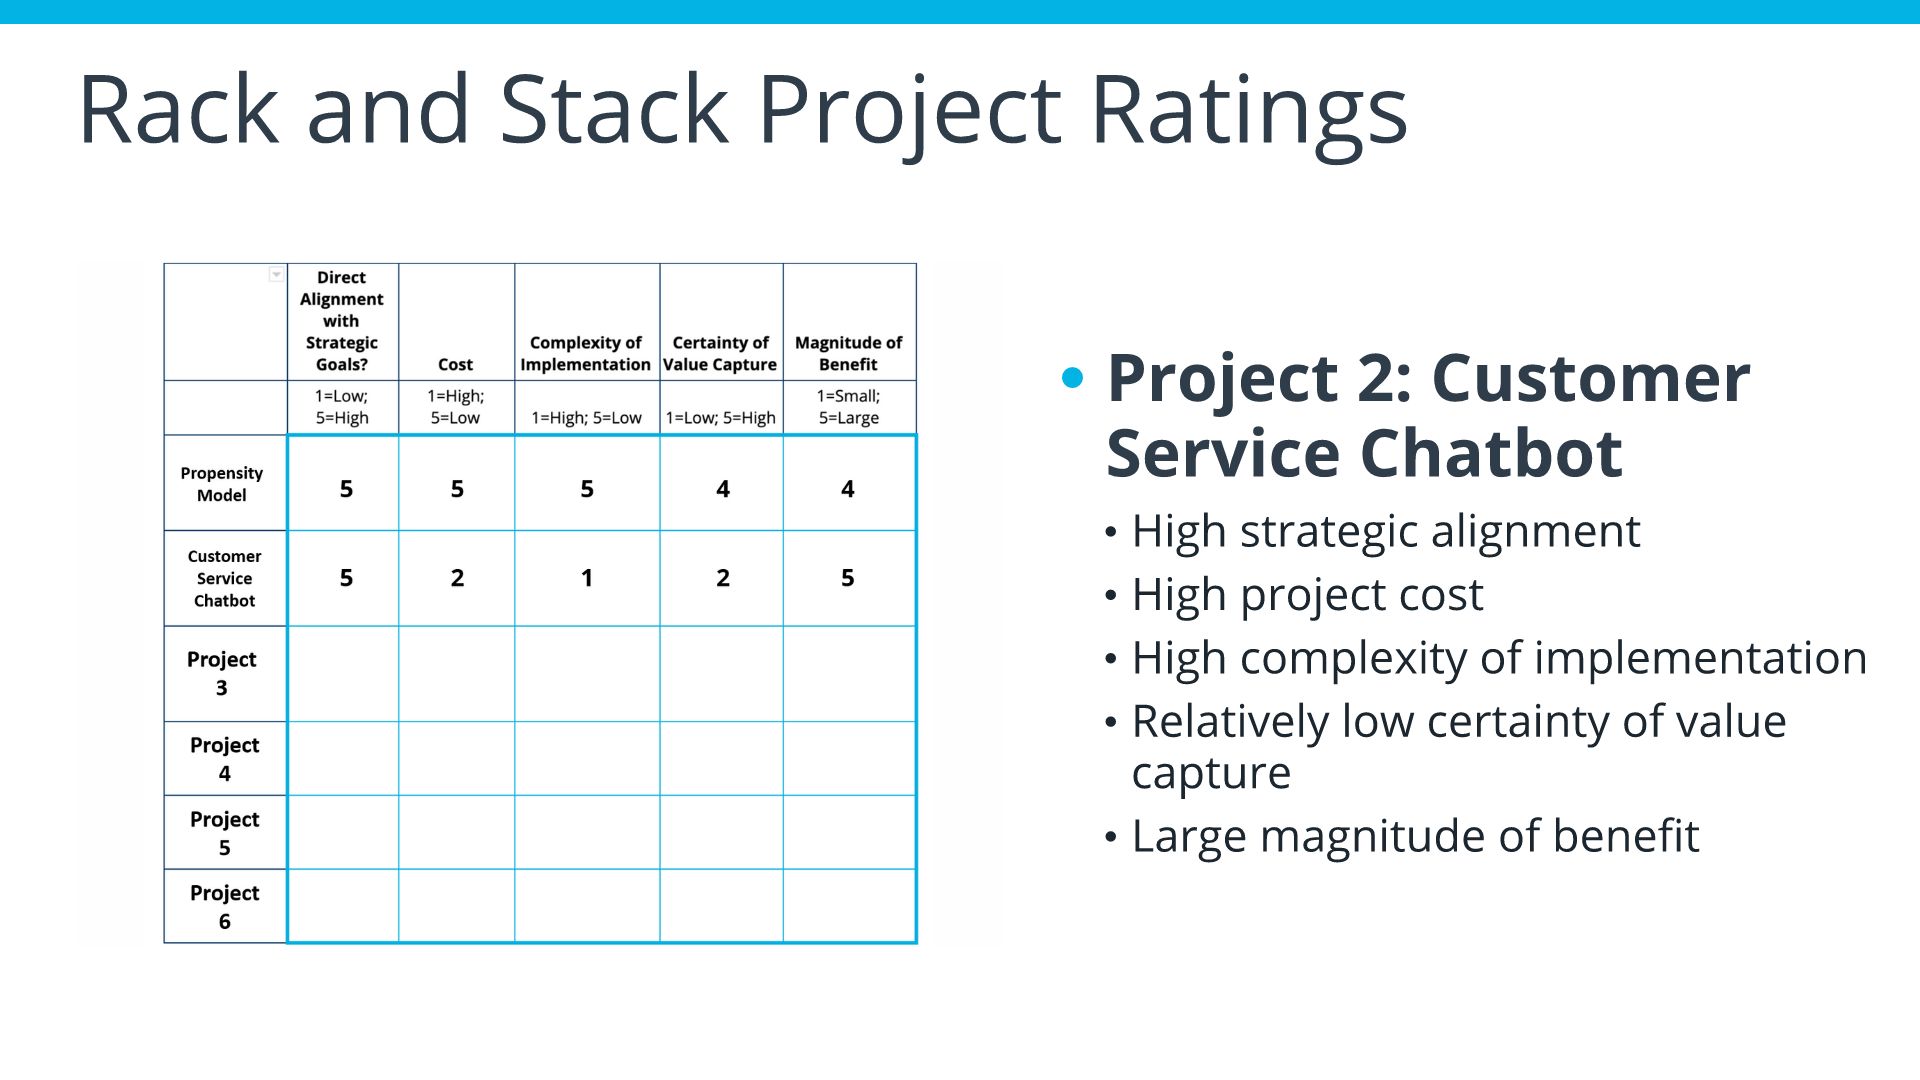 Rack and Stack Project Ratings
Direct
Alignment
with
Strategic
Goals?
Cost
Complexity of
Implementation
Certainty of
Value Capture
Magnitude of
Benefit
1=Low;
5=High
1=High;
5=Low
1=High; 5=Low
1=Low; 5=High
1=Small;
5=Large
Propensity
Model
5
5
5
4
4
Customer
Service
Chatbot
5
2
1
2
5
Project
3
Project
4
Project
5
Project
6
• Project 2: Customer
Service Chatbot
• High strategic alignment
• High project cost
• High complexity of implementation
• Relatively low certainty of value
capture
• Large magnitude of benefit